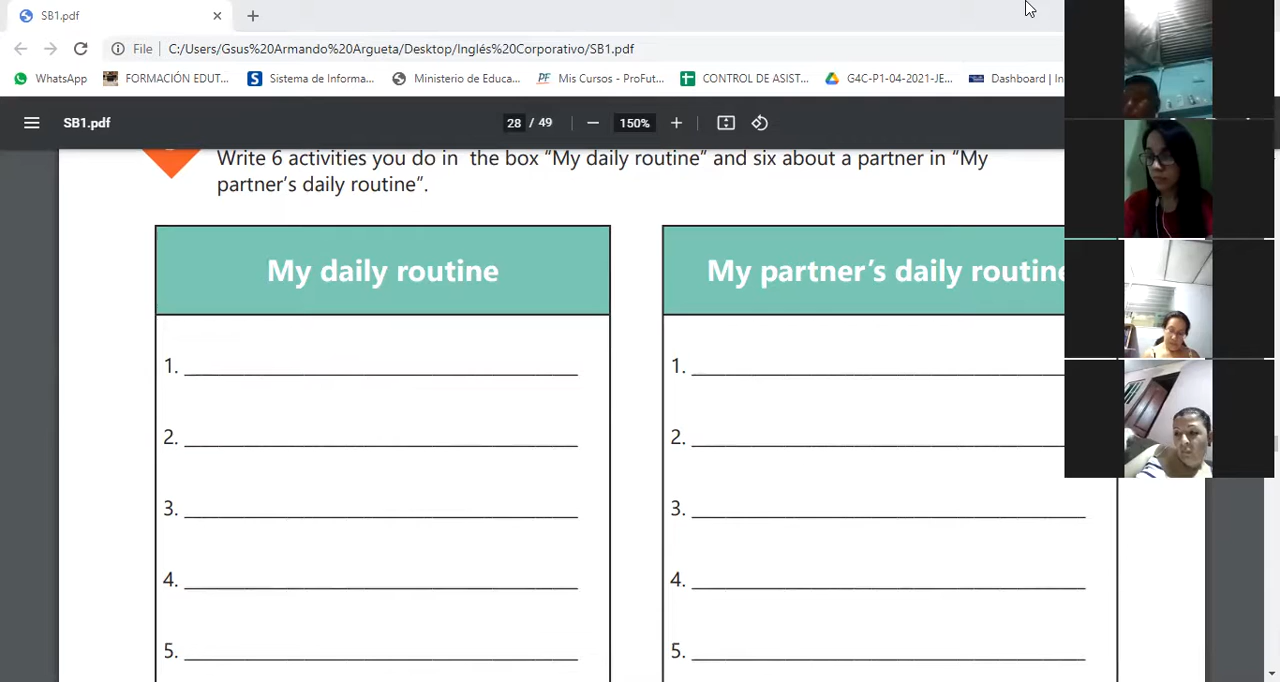 SB1.pdf
File C:/Users/Gsus%20Armando%20Argueta/Desktop/Inglés%20Corporativo/SB1.pdf
WhatsApp FORMACIÓN EDUT... Sistema de Informa... Ministerio de Educa... Mis Cursos - ProFut... CONTROL DE ASIST... G4C-P1-04-2021-JE... Dashboard | In
SB1.pdf 28 / 49 150%
Write 6 activities you do in the box “My daily routine” and six about a partner in “My
partner’s daily routine”.
My daily routine
1.
2.
3.
4.
5.
My partner’s daily routine
1.
2.
3.
4.
5.